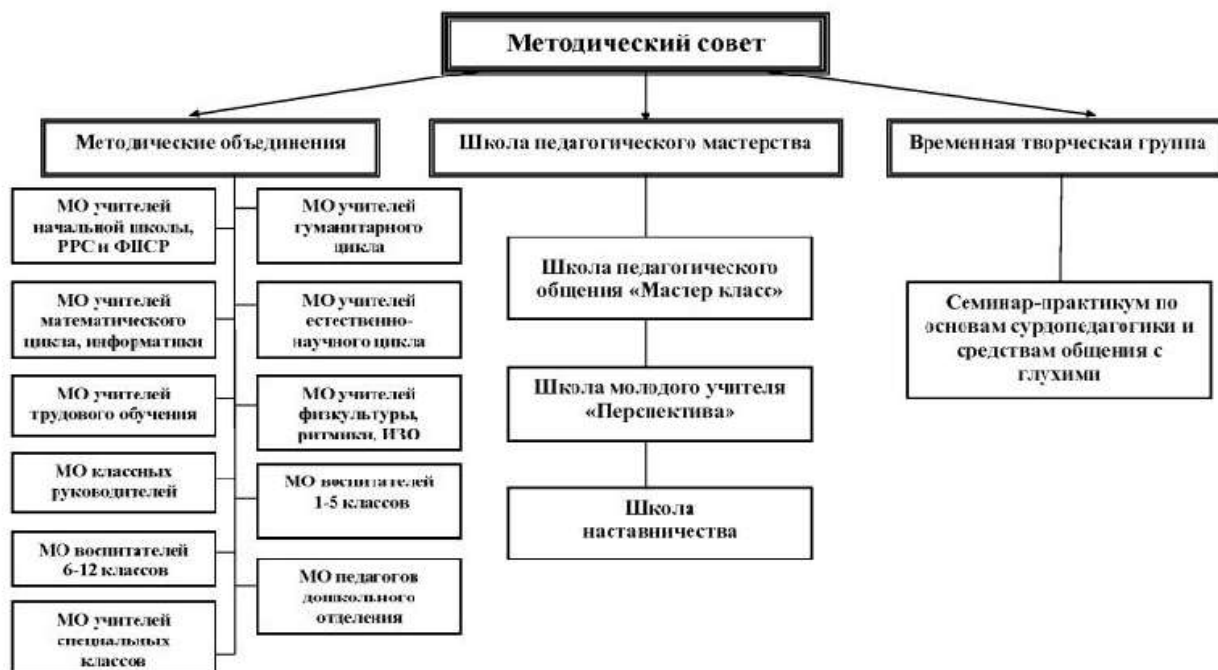 Методический совет
Методические объединения
Школа педагогического мастерства
Временная творческая группа
МО учителей
начальной школы,
РРС и ФПСР
МО учителей
гуманитарного
цикла
МО учителей
математического
цикла, информатики
МО учителей
естественно-
научного цикла
МО учителей
трудового обучения
МО учителей
физкультуры,
ритмики, ИЗО
МО классных
руководителей
МО воспитателей
1-5 классов
МО воспитателей
6-12 классов
МО педагогов
дошкольного
отделения
МО учителей
специальных
классов
Школа педагогического
общения «Мастер класс»
Школа молодого учителя
«Перспектива»
Школа
наставничества
Семинар-практикум по
основам сурдопедагогики и
средствам общения с
глухими